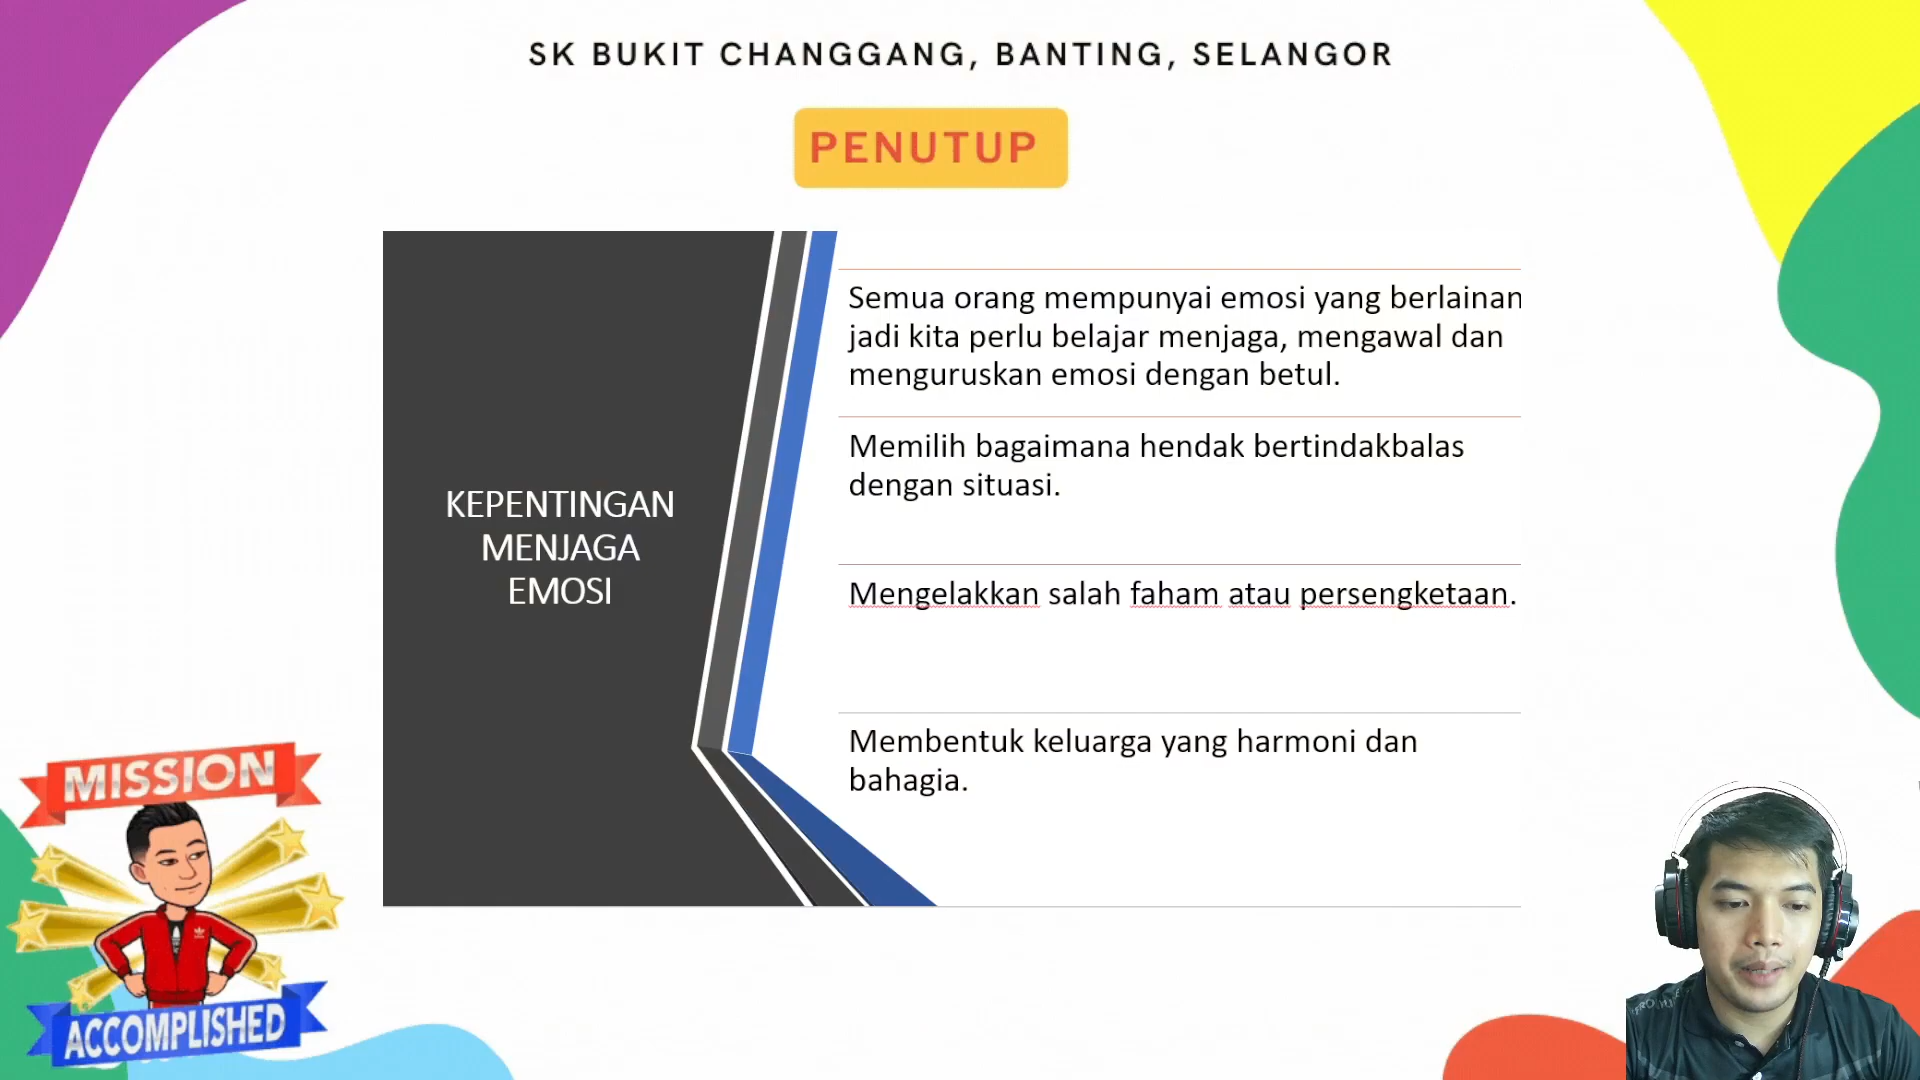 SK BUKIT CHANGGANG, BANTING, SELANGOR
PENUTUP
KEPENTINGAN
MENJAGA
EMOSI
Semua orang mempunyai emosi yang berlainan
jadi kita perlu belajar menjaga, mengawal dan
menguruskan emosi dengan betul.
Memilih bagaimana hendak bertindakbalas
dengan situasi.
Mengelakkan salah faham atau persengketaan.
Membentuk keluarga yang harmoni dan
bahagia.
MISSION
ACCOMPLISHED